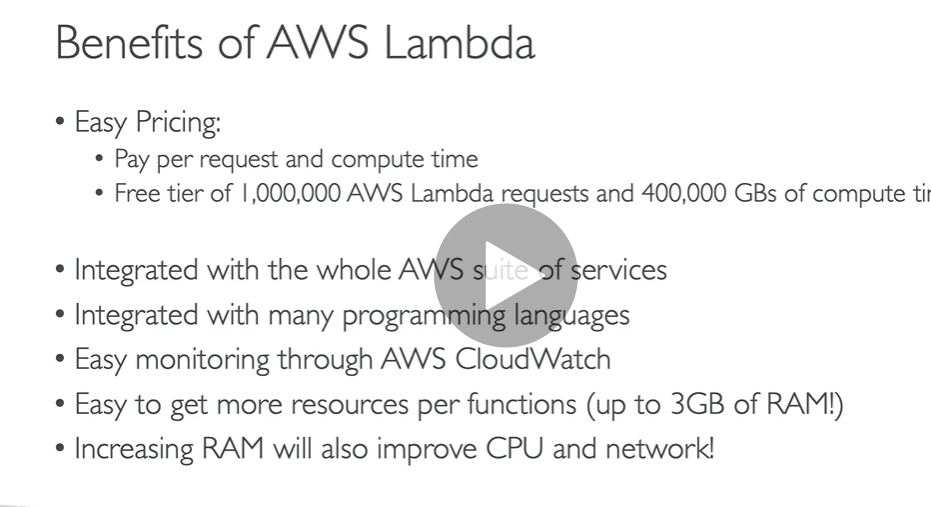 Benefits of AWS Lambda
• Easy Pricing:
• Pay per request and compute time
• Free tier of 1,000,000 AWS Lambda requests and 400,000 GBs of compute
• Integrated with the whole AWS suite of services
• Integrated with many programming languages
• Easy monitoring through AWS CloudWatch
• Easy to get more resources per functions (up to 3GB of RAM!)
• Increasing RAM will also improve CPU and network!